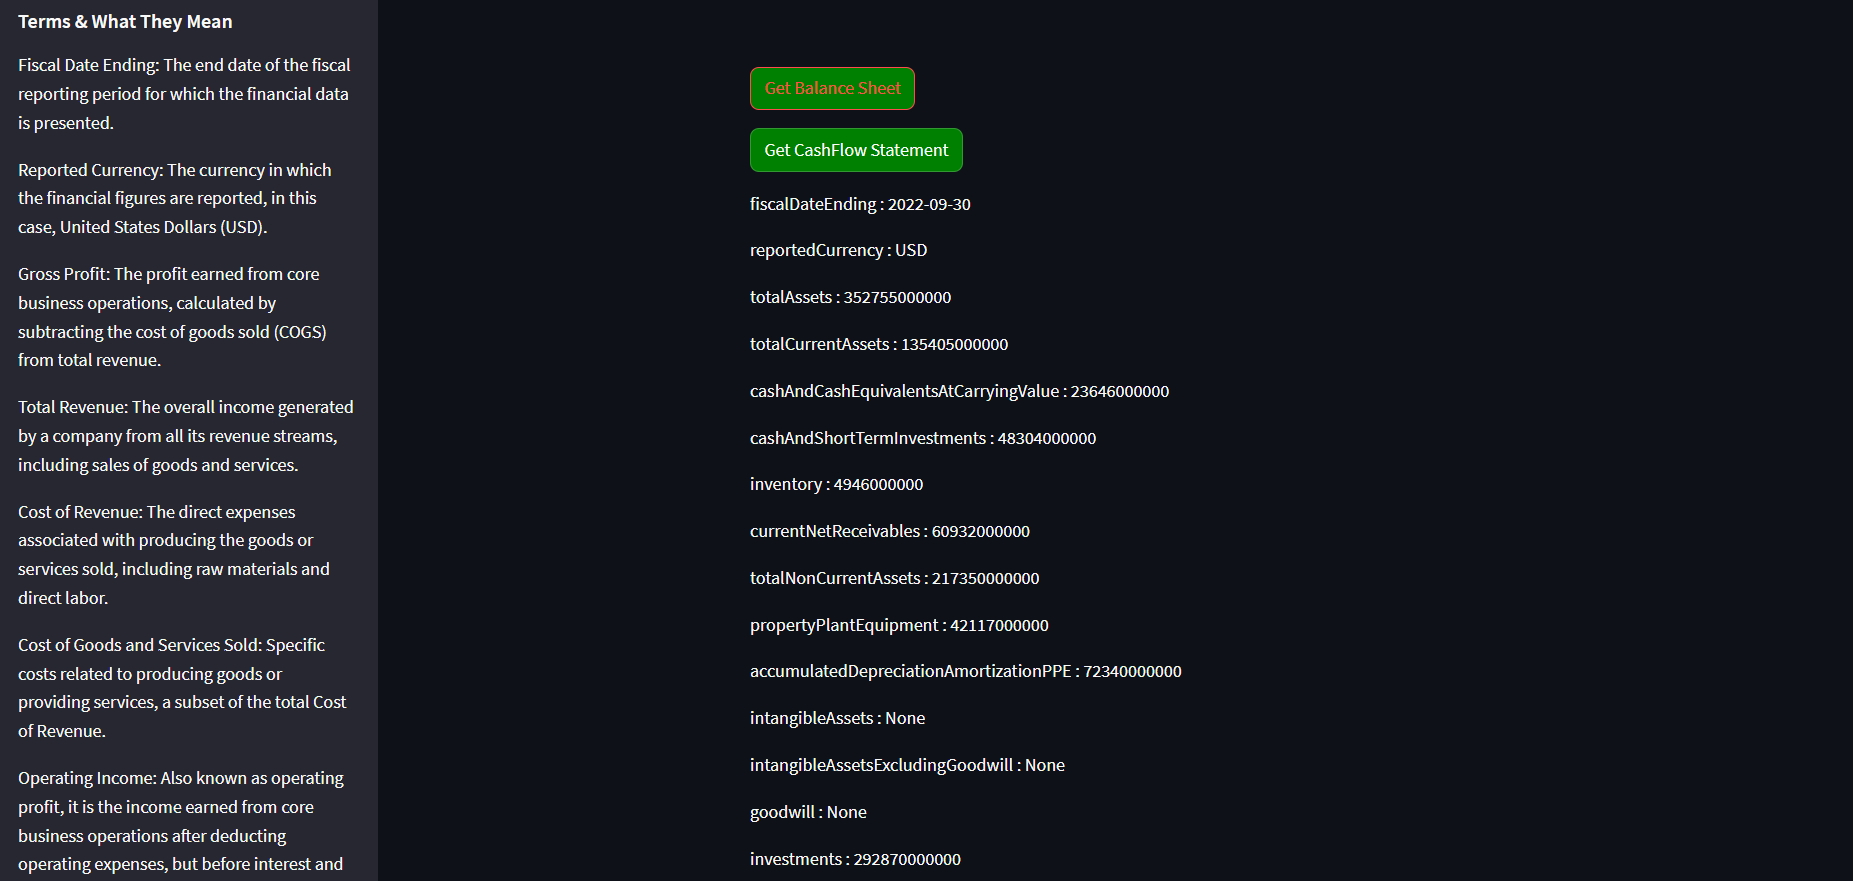 Terms & What They Mean
Fiscal Date Ending: The end date of the fiscal
reporting period for which the financial data
is presented.
Reported Currency: The currency in which
the financial figures are reported, in this
case, United States Dollars (USD).
Gross Profit: The profit earned from core
business operations, calculated by
subtracting the cost of goods sold (COGS)
from total revenue.
Total Revenue: The overall income generated
by a company from all its revenue streams,
including sales of goods and services.
Cost of Revenue: The direct expenses
associated with producing the goods or
services sold, including raw materials and
direct labor.
Cost of Goods and Services Sold: Specific
costs related to producing goods or
providing services, a subset of the total Cost
of Revenue.
Operating Income: Also known as operating
profit, it is the income earned from core
business operations after deducting
operating expenses, but before interest and
Get Balance Sheet
Get CashFlow Statement
fiscalDateEnding : 2022-09-30
reportedCurrency : USD
totalAssets : 352755000000
totalCurrentAssets : 135405000000
cashAndCashEquivalentsAtCarryingValue : 23646000000
cashAndShortTermInvestments : 48304000000
inventory : 4946000000
currentNetReceivables : 60932000000
totalNonCurrentAssets : 217350000000
propertyPlantEquipment : 42117000000
accumulatedDepreciationAmortizationPPE : 72340000000
intangibleAssets : None
intangibleAssetsExcludingGoodwill : None
goodwill : None
investments : 292870000000